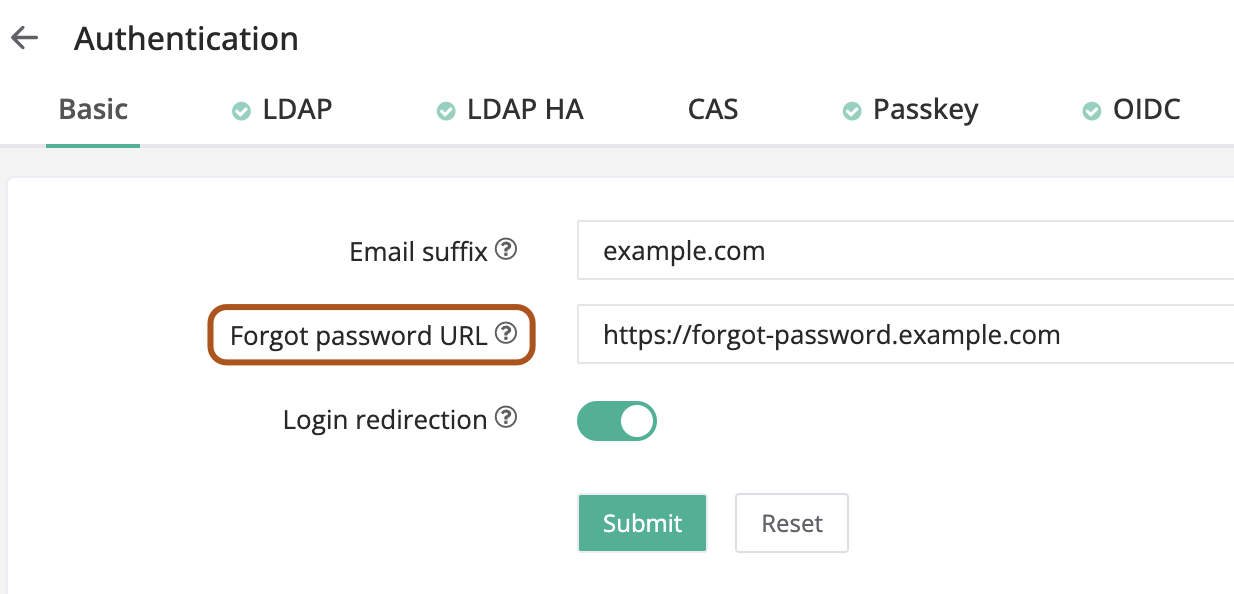 Authentication
Basic LDAP LDAP HA CAS Passkey OIDC
Email suffix ? example.com
Forgot password URL ? https://forgot-password.example.com
Login redirection ?
Submit Reset